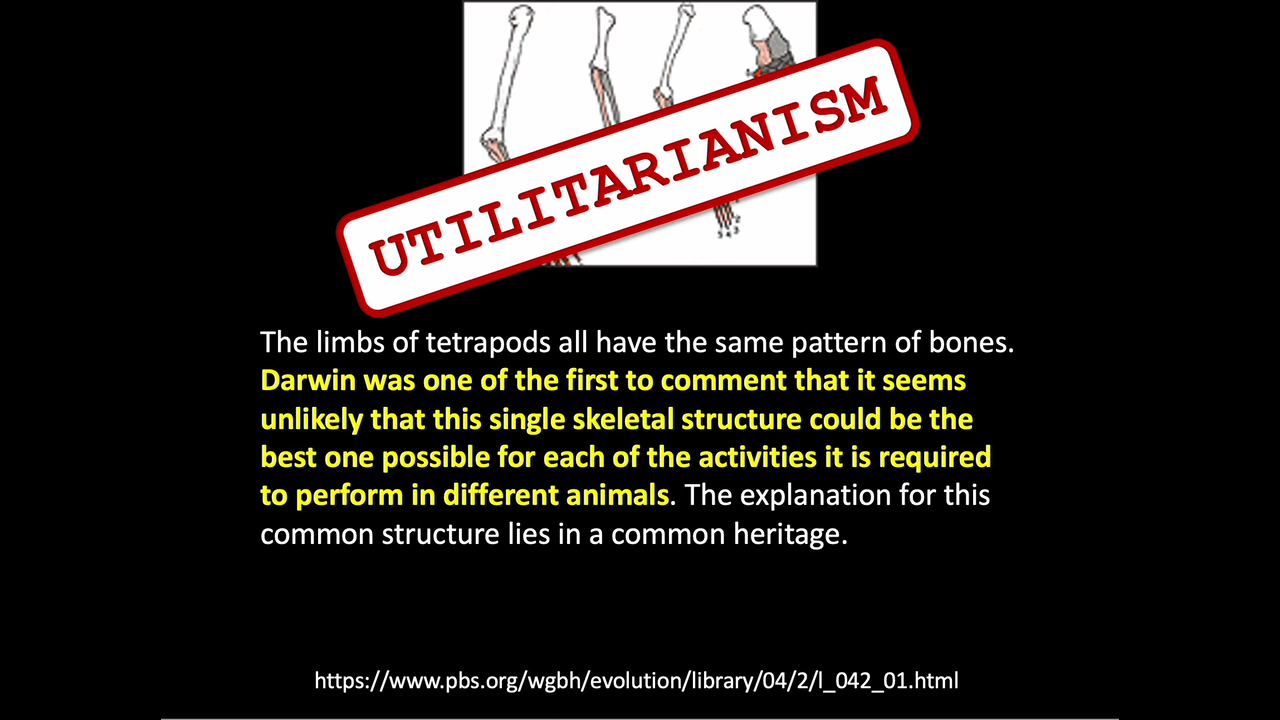 UTILITARIANISM
The limbs of tetrapods all have the same pattern of bones.
Darwin was one of the first to comment that it seems
unlikely that this single skeletal structure could be the
best one possible for each of the activities it is required
to perform in different animals. The explanation for this
common structure lies in a common heritage.
https://www.pbs.org/wgbh/evolution/library/04/2/l_042_01.html